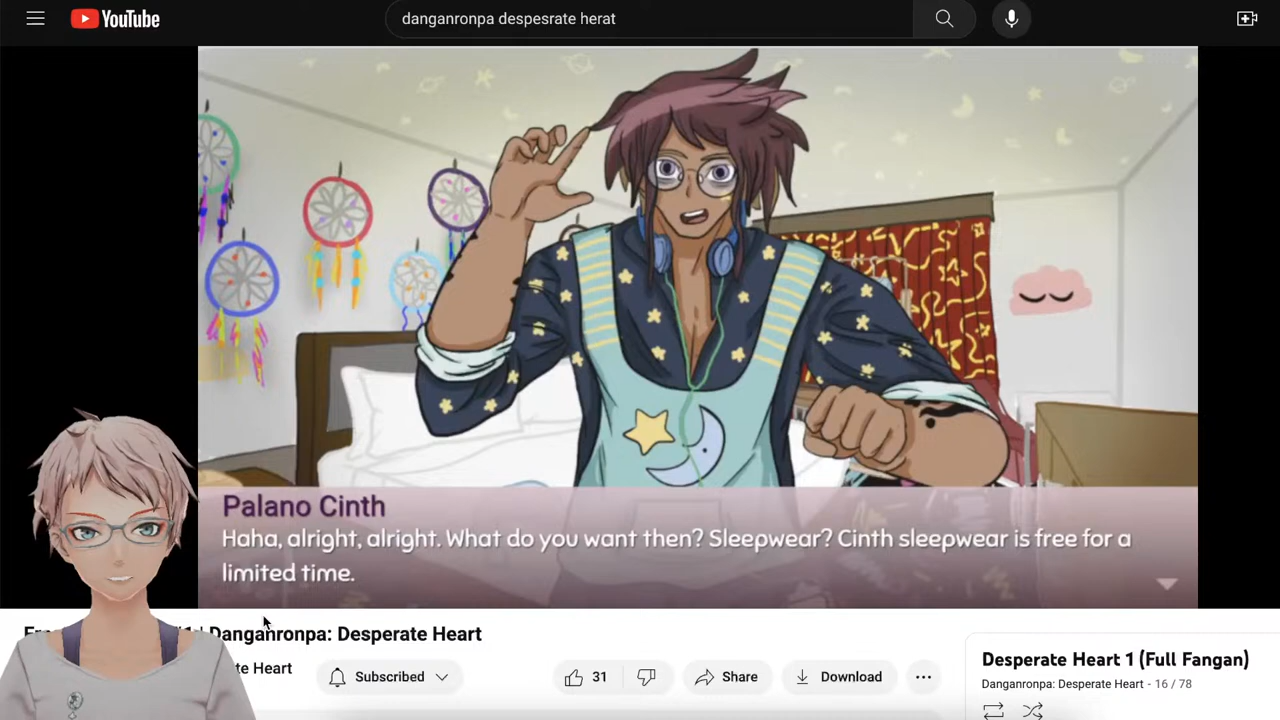 YouTube
danganronpa despesrate herat
Palano Cinth
Haha, alright, alright. What do you want then? Sleepwear? Cinth sleepwear is free for a
limited time.
Danganronpa: Desperate Heart
te Heart
Subscribed
31
Share
Download
Desperate Heart 1 (Full Fangan)
Danganronpa: Desperate Heart - 16 / 78